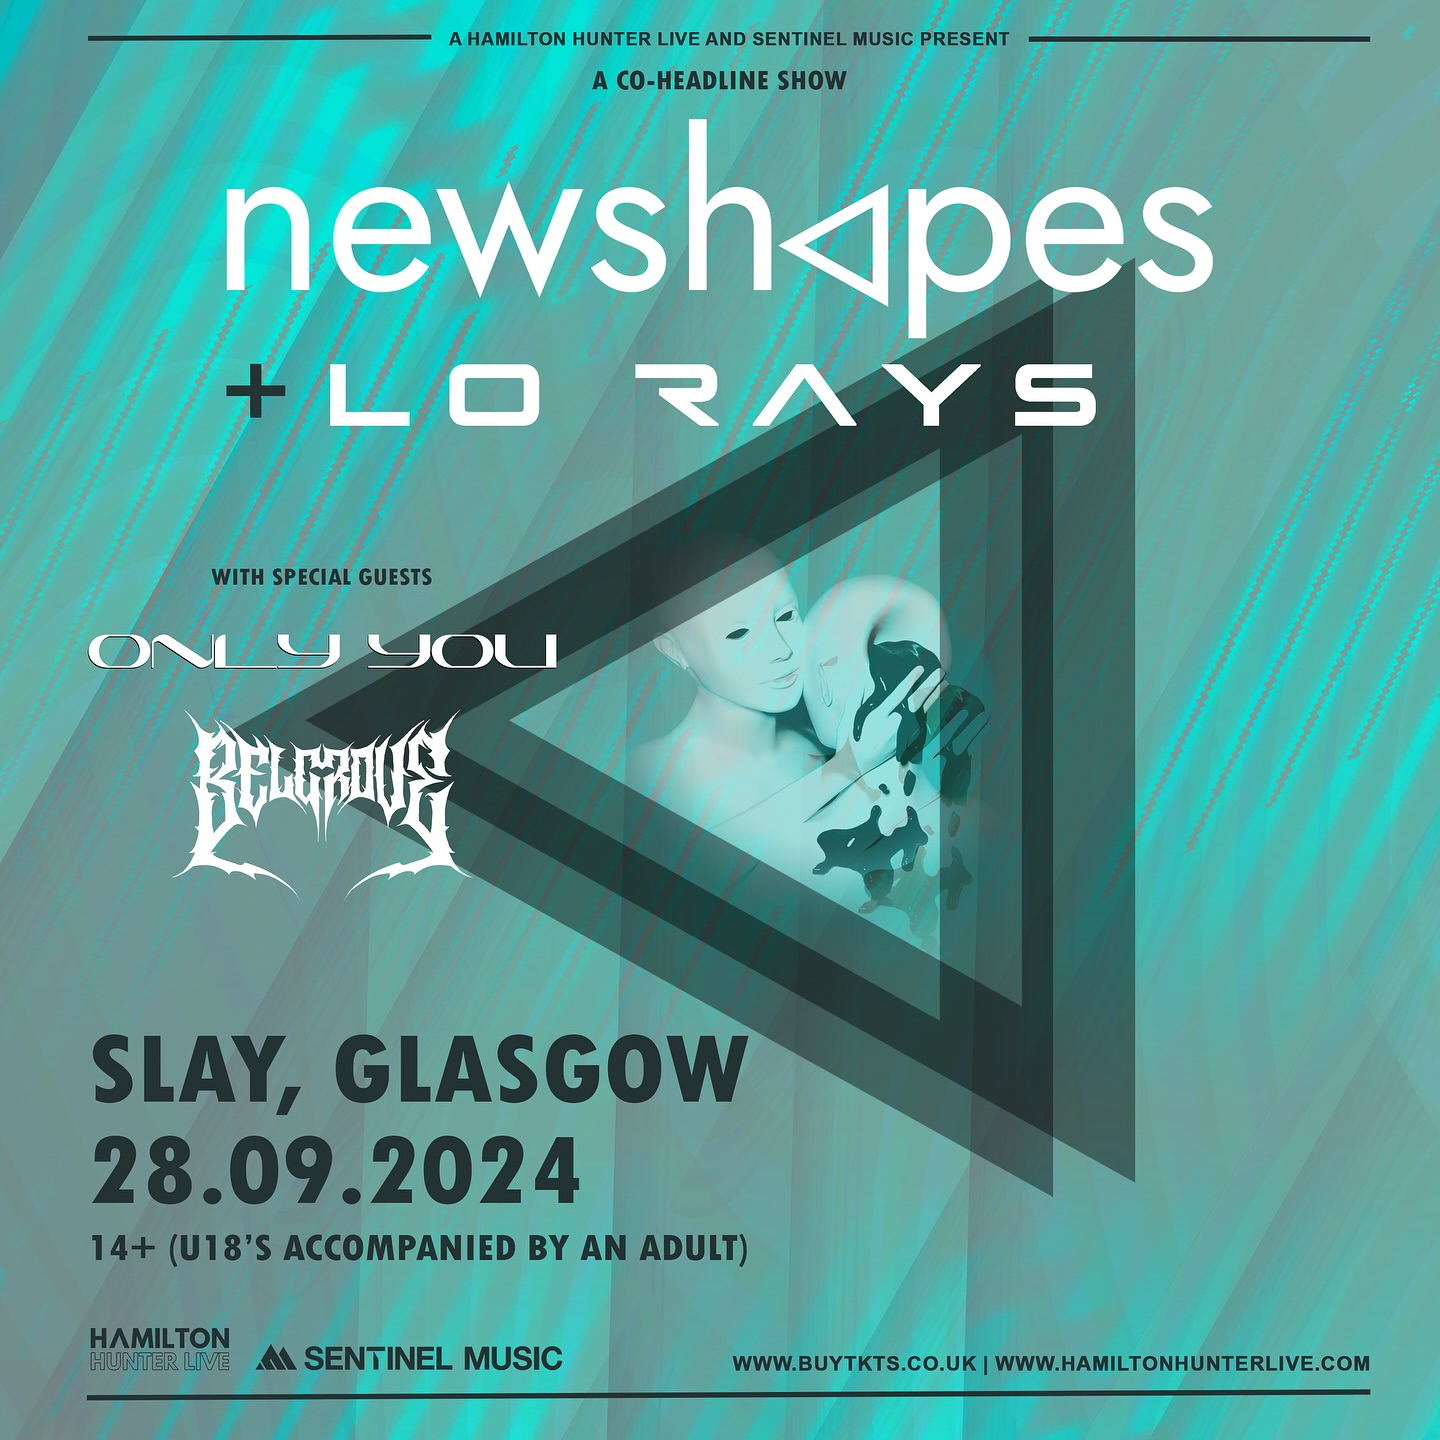 A HAMILTON HUNTER LIVE AND SENTINEL MUSIC PRESENT
A CO-HEADLINE SHOW
newshapes
+ LO RAYS
WITH SPECIAL GUESTS
ONLY YOU
BELGROVE
SLAY, GLASGOW
28.09.2024
14+ (U18'S ACCOMPANIED BY AN ADULT)
HAMILTON
HUNTER LIVE
SENTINEL MUSIC
WWW.BUYTKTS.CO.UK | WWW.HAMILTONHUNTERLIVE.COM